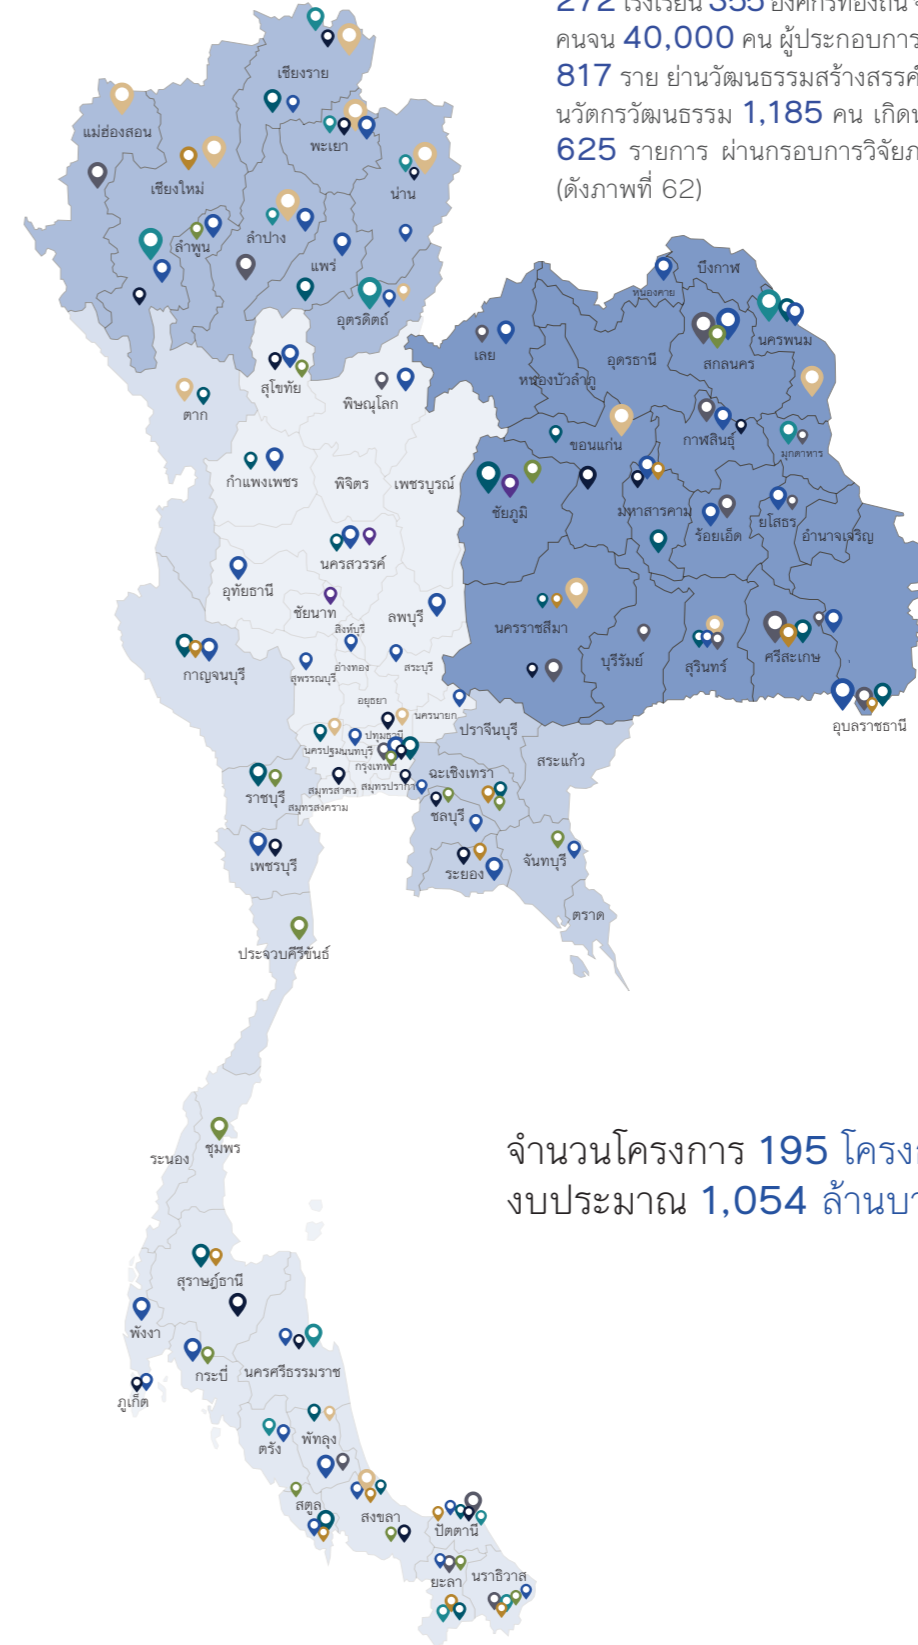 272 โรงเรียน 355 องค์กรท้องถิ่น
คนจน 40,000 คน ผู้ประกอบการ
817 ราย ย่านวัฒนธรรมสร้างสรรค์
นวัตกรวัฒนธรรม 1,185 คน
625 รายการ ผ่านกรอบการวิจัย
(ดังภาพที่ 62)
เชียงราย
แม่ฮ่องสอน
พะเยา
เชียงใหม่
น่าน
ลำพูน
ลำปาง
แพร่
อุตรดิตถ์
บึงกาฬ
หนองคาย
เลย
อุดรธานี
สกลนคร
นครพนม
หนองบัวลำภู
สุโขทัย
ตาก
พิษณุโลก
ขอนแก่น
กาฬสินธุ์
มุกดาหาร
กำแพงเพชร
พิจิตร
เพชรบูรณ์
ชัยภูมิ
มหาสารคาม
ร้อยเอ็ด
ยโสธร
อำนาจเจริญ
นครสวรรค์
อุทัยธานี
ชัยนาท
ลพบุรี
นครราชสีมา
บุรีรัมย์
สุรินทร์
ศรีสะเกษ
สิงห์บุรี
กาญจนบุรี
สุพรรณบุรี
อ่างทอง
สระบุรี
อยุธยา
นครนายก
อุบลราชธานี
ปราจีนบุรี
ปทุมธานี
นครปฐม
นนทบุรี
กรุงเทพฯ
สระแก้ว
ฉะเชิงเทรา
ราชบุรี
สมุทรสาคร
สมุทรปราการ
สมุทรสงคราม
ชลบุรี
เพชรบุรี
ระยอง
จันทบุรี
ตราด
ประจวบคีรีขันธ์
ชุมพร
ระนอง
จำนวนโครงการ 195
งบประมาณ 1,054 ล้าน
สุราษฎ์ธานี
พังงา
กระบี่
นครศรีธรรมราช
ภูเก็ต
ตรัง
พัทลุง
สตูล
สงขลา
ปัตตานี
ยะลา
นราธิวาส